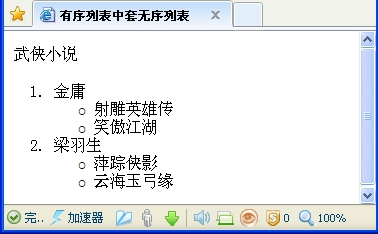 有序列表中套无序列表
武侠小说
1. 金庸
射雕英雄传
笑傲江湖
2. 梁羽生
萍踪侠影
云海玉弓缘
完.. 加速器 0 100%